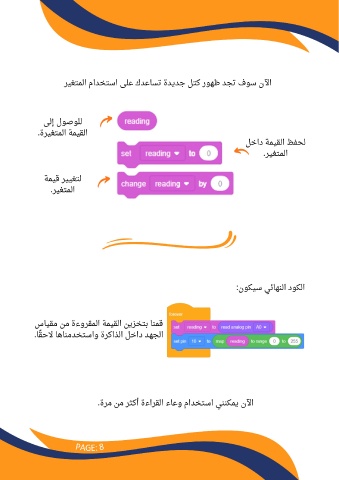 الآن سوف تجد ظهور كتل جديدة تساعدك على استخدام المتغير
للوصول إلى
القيمة المتغيرة.
reading
لحفظ القيمة داخل
المتغير.
set reading to 0
لتغيير قيمة
المتغير.
change reading by 0
الكود النهائي سيكون:
قمنا بتخزين القيمة المقروءة من مقياس
الجهد داخل الذاكرة واستخدمناها لاحقًا.
forever
set reading to read analog pin A0
set pin 10 to map reading to range 0 to 255
الآن يمكنني استخدام وعاء القراءة أكثر من مرة.
PAGE: 8